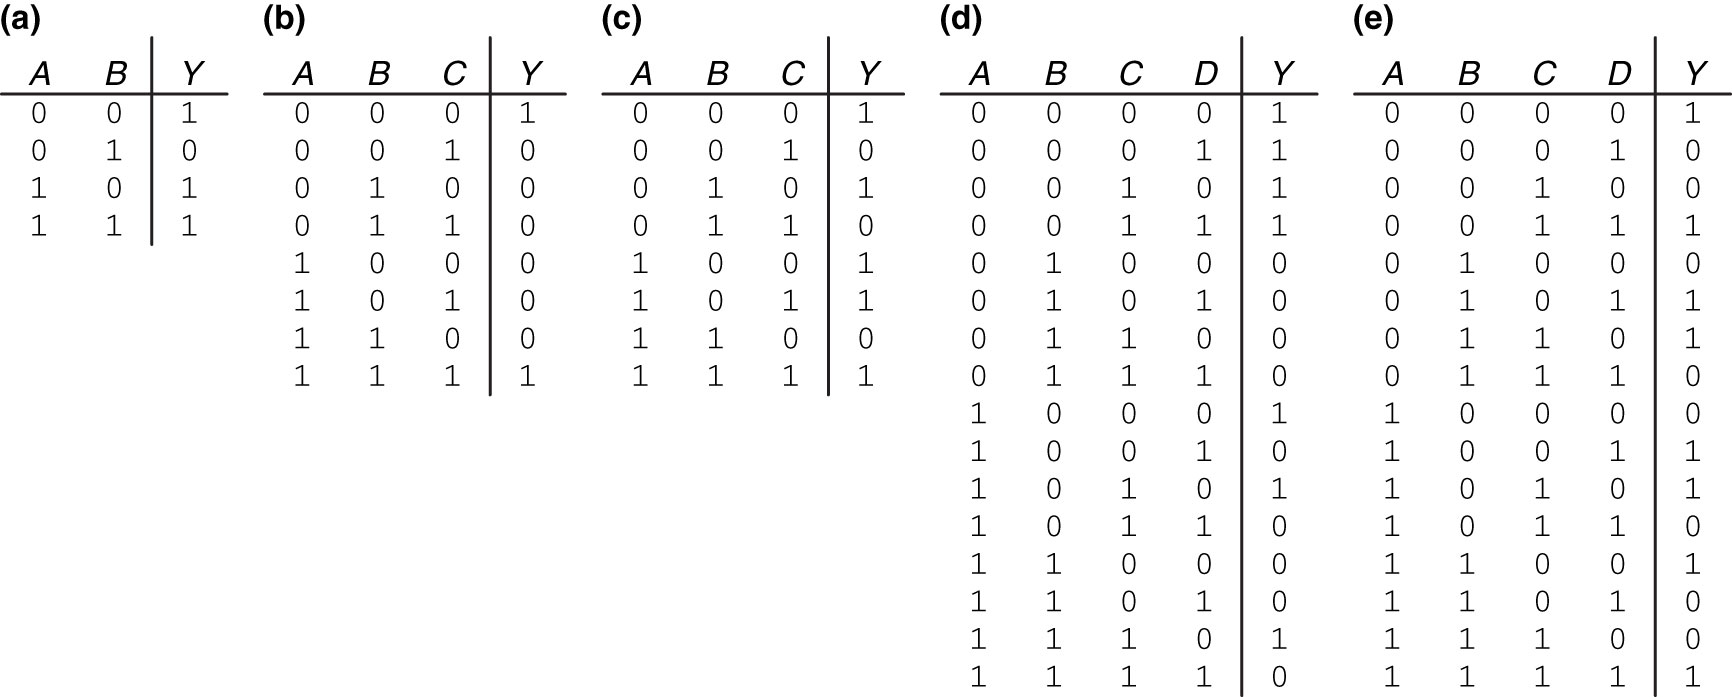 (a) (b) (c) (d) (e)
A B Y A B C Y A B C Y A B C D Y A B C D Y
0 0 1 0 0 0 1 0 0 0 1 0 0 0 0 1 0 0 0 0 1
0 1 0 0 0 1 0 0 0 1 0 0 0 0 1 1 0 0 0 1 0
1 0 1 0 1 0 0 0 1 0 1 0 0 1 0 1 0 0 1 0 0
1 1 1 0 1 1 0 0 1 1 0 0 0 1 1 1 0 0 1 1 1
1 0 0 0 1 0 0 1 0 1 0 0 0 0 1 0 0 0
1 0 1 0 1 0 1 1 0 1 0 1 0 0 1 0 1 1
1 1 0 0 1 1 0 0 0 1 1 0 0 0 1 1 0 1
1 1 1 1 1 1 1 1 0 1 1 1 0 0 1 1 1 0
1 0 0 0 1 1 0 0 0 0
1 0 0 1 0 1 0 0 1 1
1 0 1 0 1 1 0 1 0 1
1 0 1 1 0 1 0 1 1 0
1 1 0 0 0 1 1 0 0 1
1 1 0 1 0 1 1 0 1 0
1 1 1 0 1 1 1 1 0 0
1 1 1 1 0 1 1 1 1 1